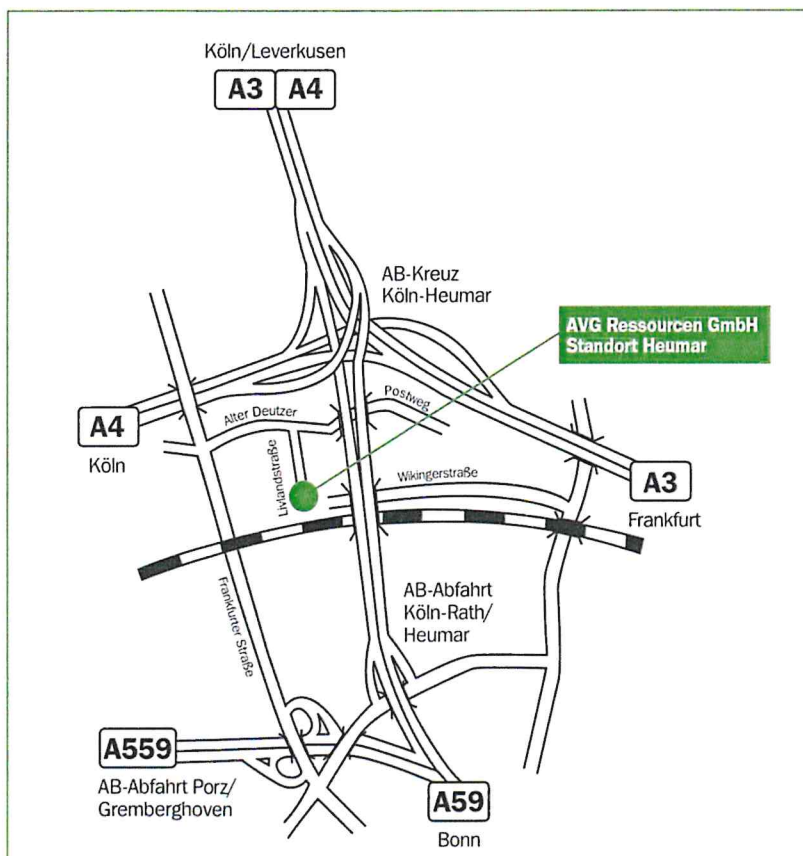 Köln/Leverkusen
A3 A4
AB-Kreuz
Köln-Heumar
AVG Ressourcen GmbH
Standort Heumar
Postweg
Alter Deutzer
A4
Köln
Livlandstraße
Wikingerstraße
A3
Frankfurt
Frankfurter Straße
AB-Abfahrt
Köln-Rath/
Heumar
A559
AB-Abfahrt Porz/
Gremberghoven
A59
Bonn